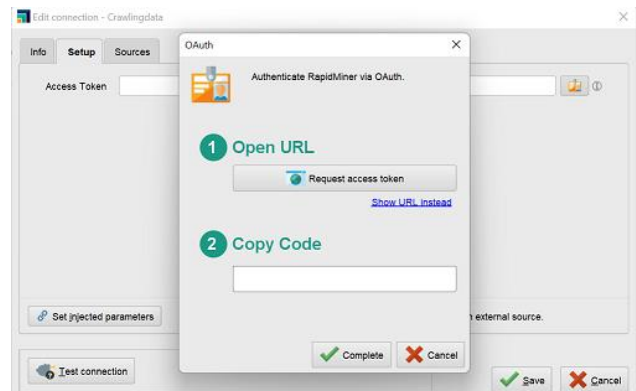 Edit connection - Crawlingdata
Info Setup Sources
Access Token
OAuth
Authenticate RapidMiner via OAuth.
1 Open URL
Request access token
Show URL instead
2 Copy Code
Complete Cancel
Set injected parameters
external source.
Test connection
Save Cancel